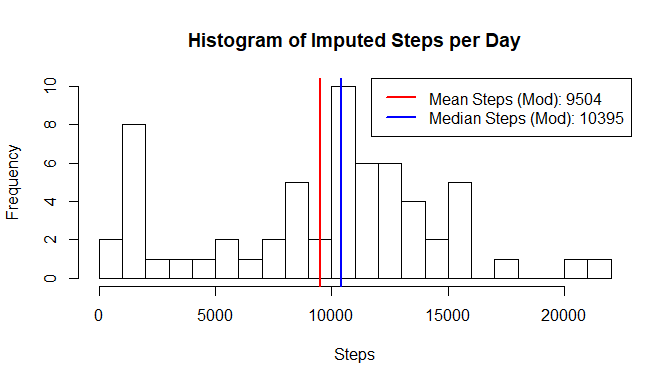 Histogram of Imputed Steps per Day
Mean Steps (Mod): 9504
Median Steps (Mod): 10395
Frequency
10
8
6
4
2
0
0 5000 10000 15000 20000
Steps